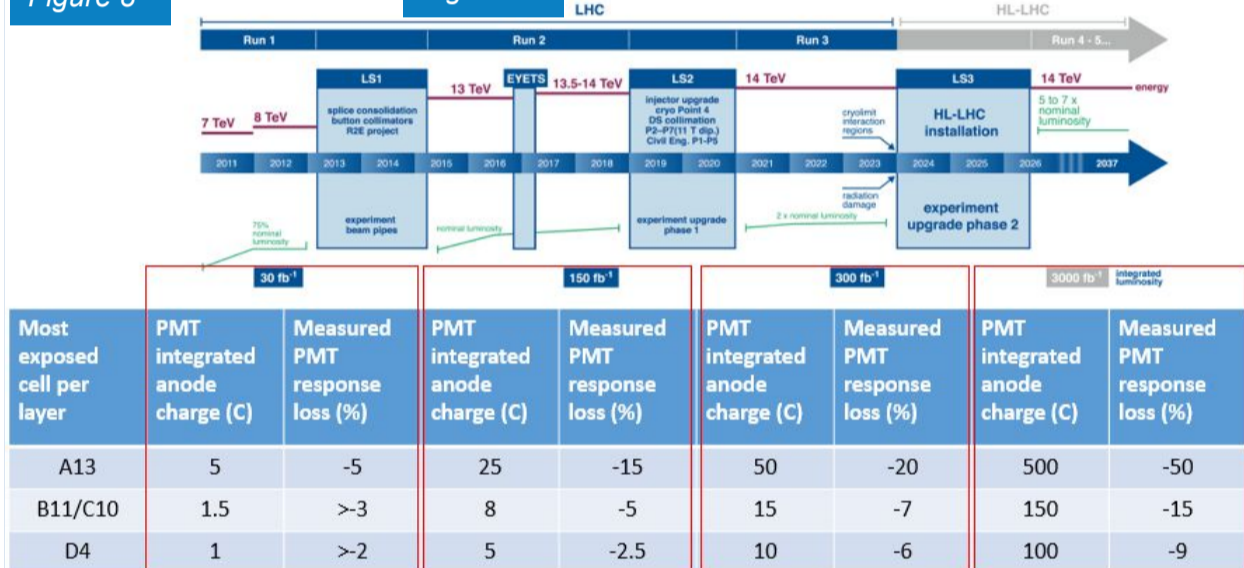 LHC
HL-LHC
Run 1
Run 2
Run 3
Run 4 - 5...
LS1
EYETS
LS2
LS3
13 TeV
13.5-14 TeV
14 TeV
14 TeV
energy
7 TeV
8 TeV
splice consolidation
button collimators
R2E project
injector upgrade
cryo Point 4
DS collimation
P2-P7(11 T dip.)
Civil Eng. P1-P5
cryolimit
interaction
regions
HL-LHC
installation
5 to 7 x
nominal
luminosity
2011 2012 2013 2014 2015 2016 2017 2018 2019 2020 2021 2022 2023 2024 2025 2026 2037
75%
nominal
luminosity
experiment
beam pipes
nominal luminosity
experiment upgrade
phase 1
2 x nominal luminosity
radiation
damage
experiment
upgrade phase 2
30 fb-1
150 fb-1
300 fb-1
3000 fb-1
integrated
luminosity
Most
exposed
cell per
layer
PMT
integrated
anode
charge (C)
Measured
PMT
response
loss (%)
PMT
integrated
anode
charge (C)
Measured
PMT
response
loss (%)
PMT
integrated
anode
charge (C)
Measured
PMT
response
loss (%)
PMT
integrated
anode
charge (C)
Measured
PMT
response
loss (%)
A13 5 -5 25 -15 50 -20 500 -50
B11/C10 1.5 >-3 8 -5 15 -7 150 -15
D4 1 >-2 5 -2.5 10 -6 100 -9